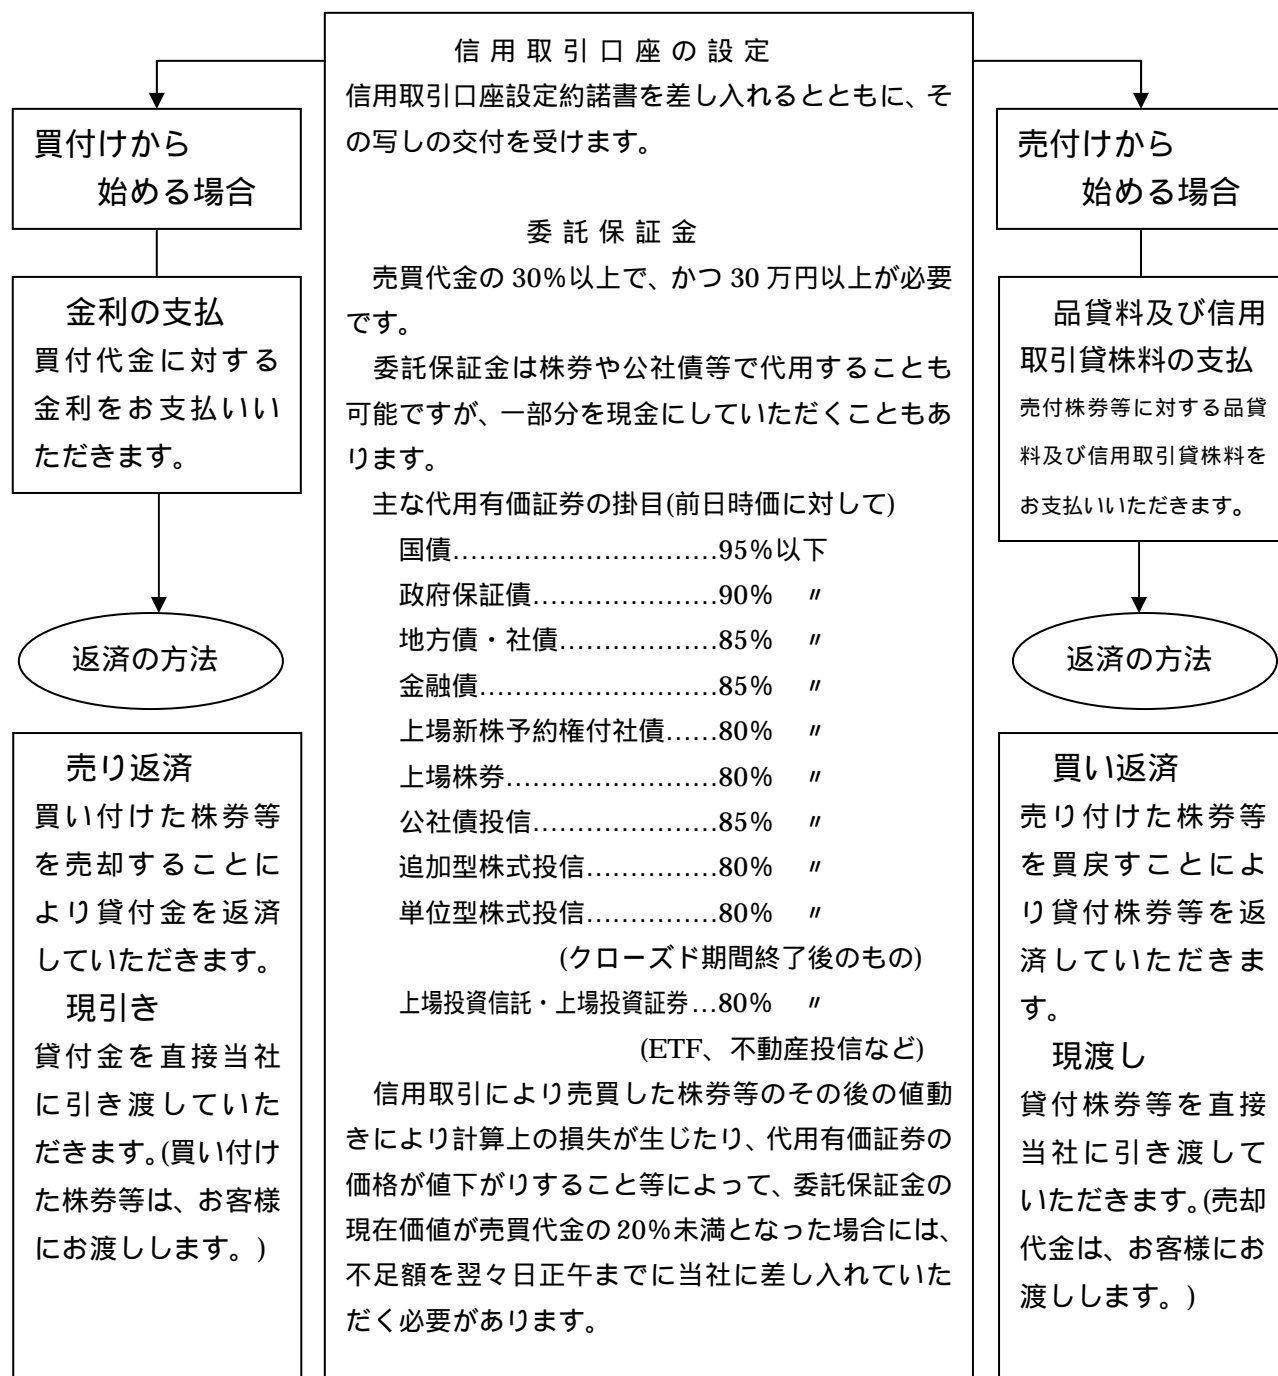 信用取引口座の設定
信用取引口座設定約諾書を差し入れるとともに、そ
の写しの交付を受けます。
委託保証金
売買代金の 30%以上で、かつ 30 万円以上が必要
です。
委託保証金は株券や公社債等で代用することも
可能ですが、一部分を現金にしていただくこともあ
ります。
主な代用有価証券の掛目(前日時価に対して)
国債..............................95%以下
政府保証債.....................90% 〃
地方債・社債..................85% 〃
金融債...........................85% 〃
上場新株予約権付社債......80% 〃
上場株券........................80% 〃
公社債投信.....................85% 〃
追加型株式投信...............80% 〃
単位型株式投信...............80% 〃
(クローズド期間終了後のもの)
上場投資信託・上場投資証券...80% 〃
(ETF、不動産投信など)
信用取引により売買した株券等のその後の値動
きにより計算上の損失が生じたり、代用有価証券の
価格が値下がりすること等によって、委託保証金の
現在価値が売買代金の 20%未満となった場合には、
不足額を翌々日正午までに当社に差し入れていた
だく必要があります。
買付けから
始める場合
金利の支払
買付代金に対する
金利をお支払いい
ただきます。
返済の方法
売り返済
買い付けた株券等
を売却することに
より貸付金を返済
していただきます。
現引き
貸付金を直接当社
に引き渡していた
だきます。(買い付け
た株券等は、お客様
にお渡しします。)
売付けから
始める場合
品貸料及び信用
取引貸株料の支払
売付株券等に対する品貸
料及び信用取引貸株料を
お支払いいただきます。
返済の方法
買い返済
売り付けた株券等
を買戻すことによ
り貸付株券等を返
済していただきま
す。
現渡し
貸付株券等を直接
当社に引き渡して
いただきます。(売却
代金は、お客様にお
渡しします。)